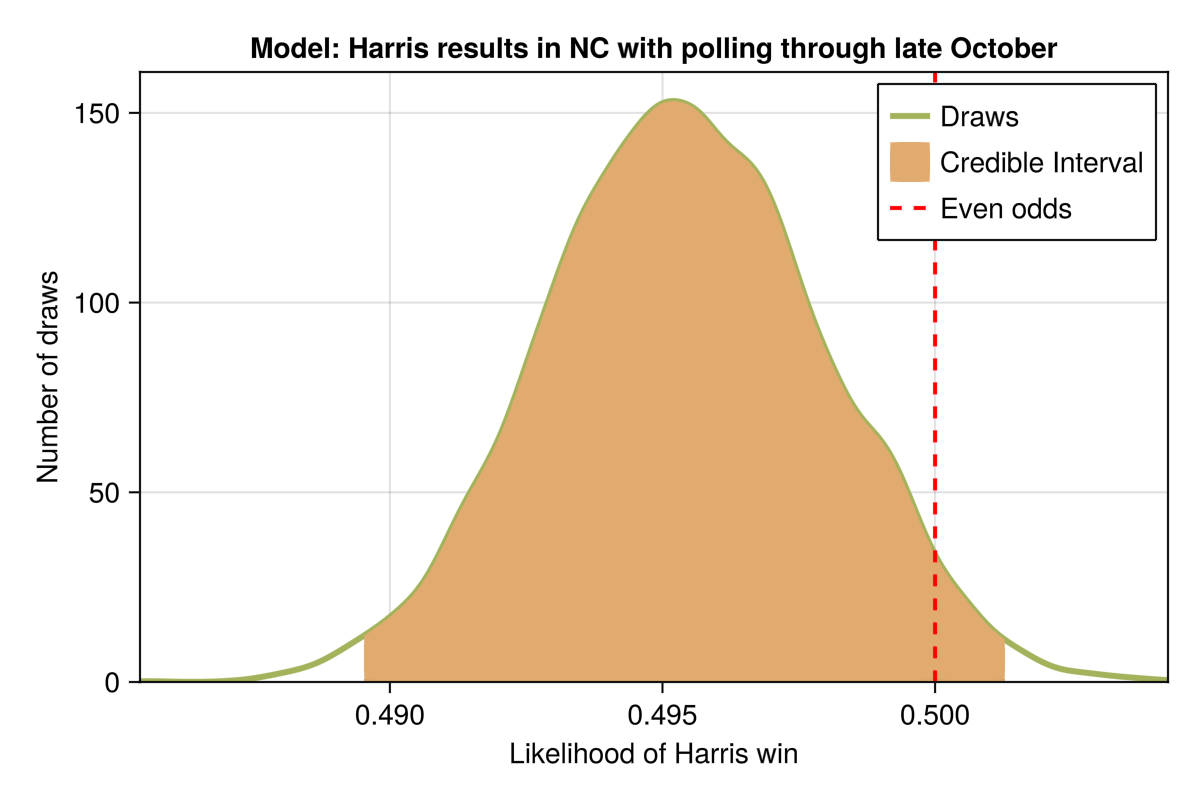 Model: Harris results in NC with polling through late October
Draws
Credible Interval
Even odds
Number of draws
150
100
50
0
0.490
0.495
0.500
Likelihood of Harris win